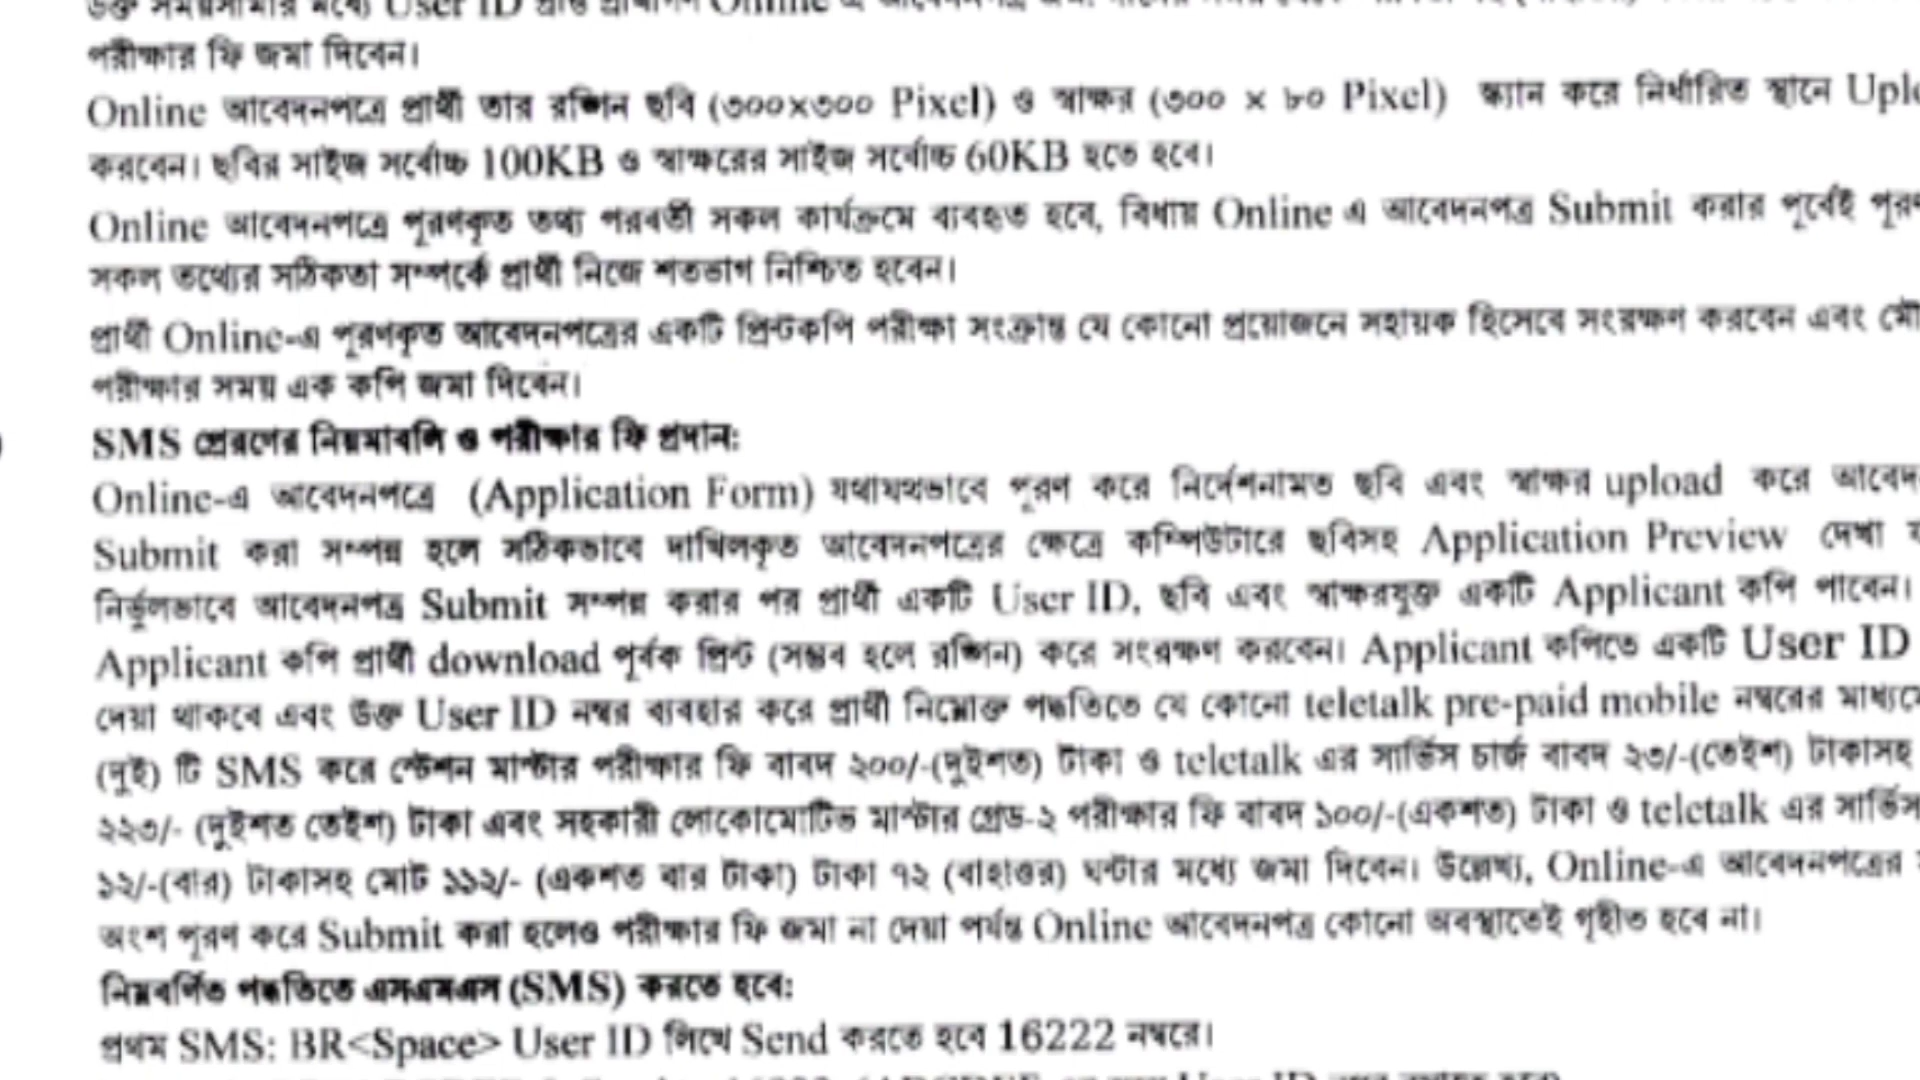 পরীক্ষার ফি জমা দিবেন।
Online আবেদনপত্রে প্রার্থী তার রঙ্গিন ছবি (৩০০x৩০০ Pixel) ও স্বাক্ষর (৩০০ x ৮০ Pixel) স্ক্যান করে নির্ধারিত স্থানে
করবেন। ছবির সাইজ সর্বোচ্চ 100KB ও স্বাক্ষরের সাইজ সর্বোচ্চ 60KB হতে হবে।
Online আবেদনপত্রে পূরণকৃত তথ্য পরবর্তী সকল কার্যক্রমে ব্যবহৃত হবে, বিধায় Online এ আবেদনপত্র Submit করার পূর্বেই
সকল তথ্যের সঠিকতা সম্পর্কে প্রার্থী নিজে শতভাগ নিশ্চিত হবেন।
প্রার্থী Online-এ পূরণকৃত আবেদনপত্রের একটি প্রিন্টকপি পরীক্ষা সংক্রান্ত যে কোনো প্রয়োজনে সহায়ক হিসেবে সংরক্ষণ করবেন এবং
পরীক্ষার সময় এক কপি জমা দিবেন।
SMS প্রেরণের নিয়মাবলি ও পরীক্ষার ফি প্রদান:
Online-এ আবেদনপত্রে (Application Form) যথাযথভাবে পূরণ করে নির্দেশনামত ছবি এবং স্বাক্ষর upload করে
Submit করা সম্পন্ন হলে সঠিকভাবে দাখিলকৃত আবেদনপত্রের ক্ষেত্রে কম্পিউটারে ছবিসহ Application Preview দেখা
নির্ভুলভাবে আবেদনপত্র Submit সম্পন্ন করার পর প্রার্থী একটি User ID, ছবি এবং স্বাক্ষরযুক্ত একটি Applicant কপি পাবেন।
Applicant কপি প্রার্থী download পূর্বক প্রিন্ট (সম্ভব হলে রঙ্গিন) করে সংরক্ষণ করবেন। Applicant কপিতে একটি User ID
দেয়া থাকবে এবং উক্ত User ID নম্বর ব্যবহার করে প্রার্থী নিম্নোক্ত পদ্ধতিতে যে কোনো teletalk pre-paid mobile নম্বরের
(দুই) টি SMS করে স্টেশন মাস্টার পরীক্ষার ফি বাবদ ২০০/-(দুইশত) টাকা ও teletalk এর সার্ভিস চার্জ বাবদ ২৩/-(তেইশ) টাকাসহ
২২৩/- (দুইশত তেইশ) টাকা এবং সহকারী লোকোমোটিভ মাস্টার গ্রেড-২ পরীক্ষার ফি বাবদ ১০০/-(একশত) টাকা ও teletalk এর সার্ভিস
১২/-(বার) টাকাসহ মোট ১১২/- (একশত বার টাকা) টাকা ৭২ (বাহাত্তর) ঘন্টার মধ্যে জমা দিবেন। উল্লেখ্য, Online-এ আবেদনপত্রের
অংশ পূরণ করে Submit করা হলেও পরীক্ষার ফি জমা না দেয়া পর্যন্ত Online আবেদনপত্র কোনো অবস্থাতেই গৃহীত হবে না।
নিম্নবর্ণিত পদ্ধতিতে এসএমএস (SMS) করতে হবে:
প্রথম SMS: BR<Space> User ID লিখে Send করতে হবে 16222 নম্বরে।